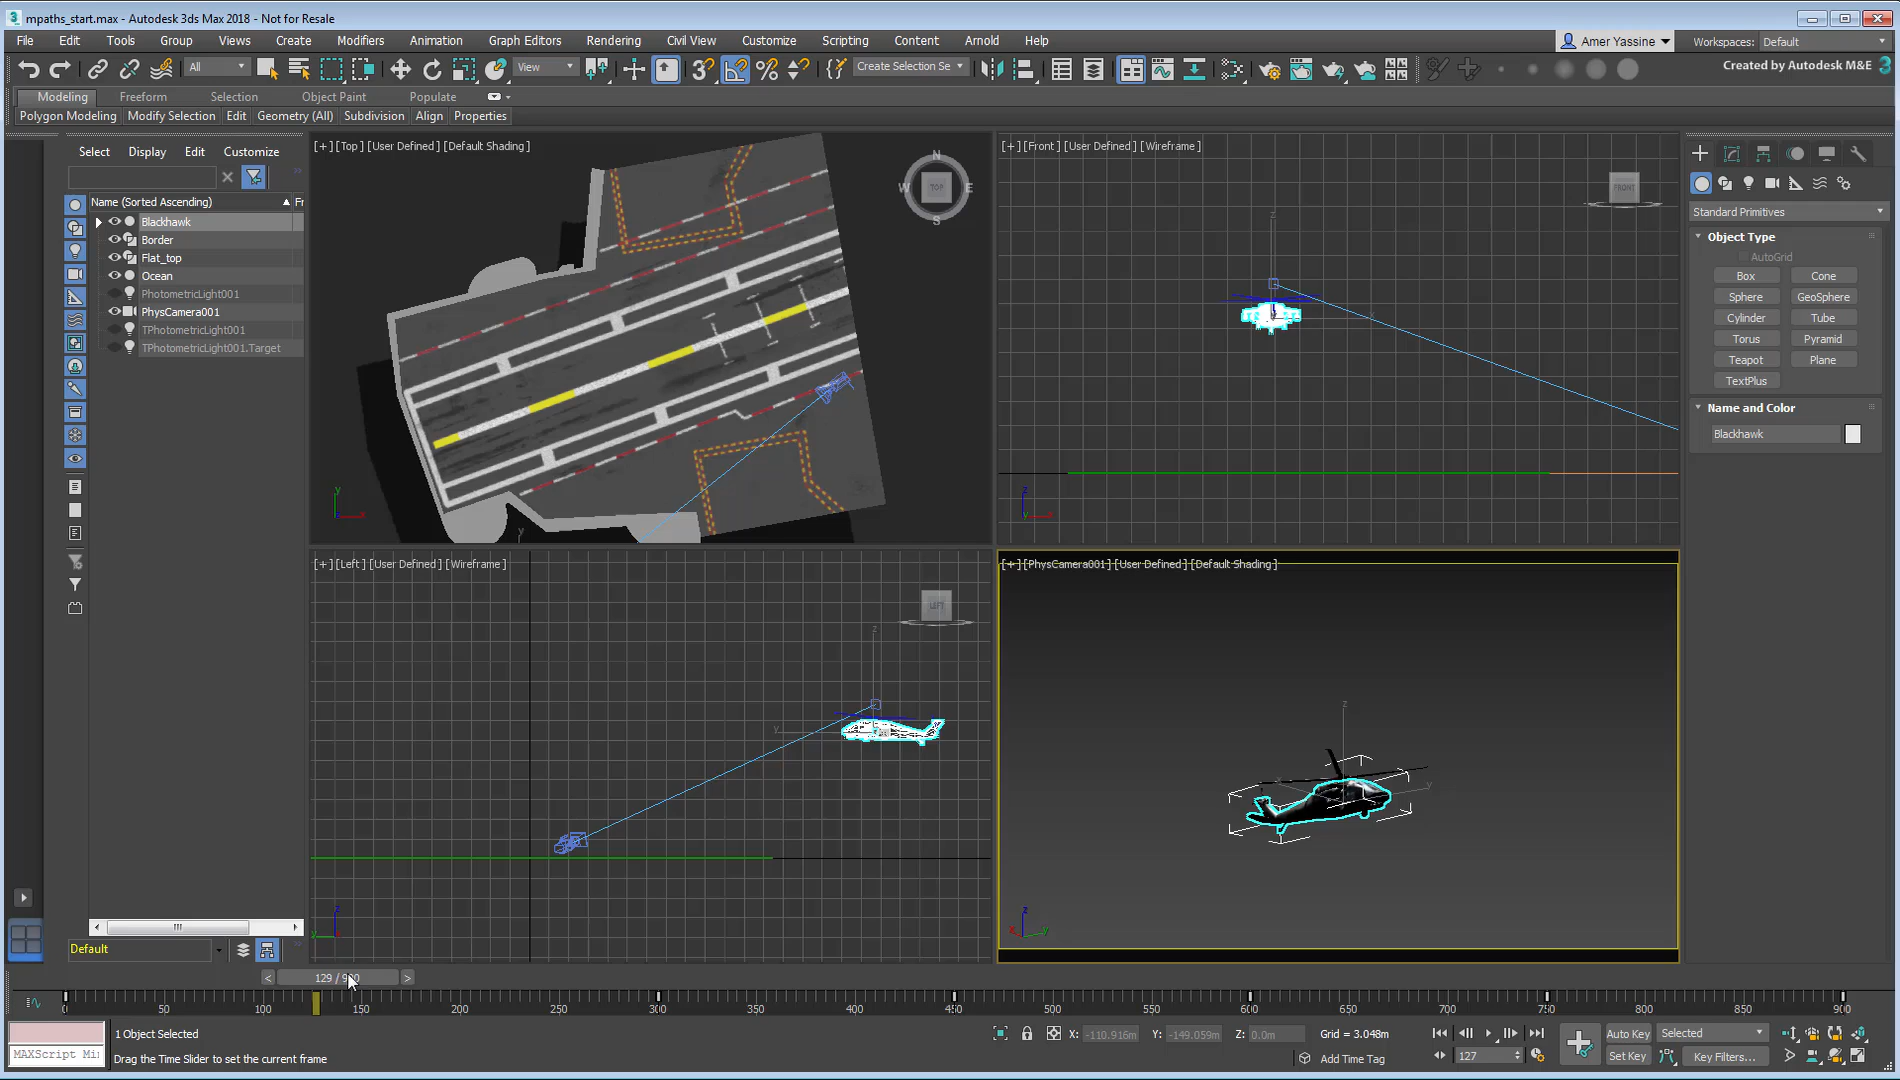 mpaths_start.max - Autodesk 3ds Max 2018 - Not for Resale
File Edit Tools Group Views Create Modifiers Animation Graph Editors Rendering Civil View Customize Scripting Content Arnold Help
Amer Yassine Workspaces: Default
All View Create Selection Se
Created by Autodesk M&E
Modeling Freeform Selection Object Paint Populate
Polygon Modeling Modify Selection Edit Geometry (All) Subdivision Align Properties
Select Display Edit Customize
Name (Sorted Ascending) Fr
Blackhawk
Border
Flat_top
Ocean
PhotometricLight001
PhysCamera001
TPhotometricLight001
TPhotometricLight001.Target
Default
[+] [Top] [User Defined] [Default Shading]
N
W TOP E
S
y
x
y
[+] [Front] [User Defined] [Wireframe]
FRONT
z
x
z
y x
[+] [Left] [User Defined] [Wireframe]
LEFT
z
y
z
y
[+] [PhysCamera001] [User Defined] [Default Shading]
z
x
y
z
x y
Standard Primitives
Object Type
AutoGrid
Box Cone
Sphere GeoSphere
Cylinder Tube
Torus Pyramid
Teapot Plane
TextPlus
Name and Color
Blackhawk
< 129 / 900 >
0 50 100 150 200 250 300 350 400 450 500 550 600 650 700 750 800 850 900
1 Object Selected
X: -110.916m Y: -149.059m Z: 0.0m Grid = 3.048m
Auto Key Selected
MAXScript Mi
Drag the Time Slider to set the current frame
Add Time Tag
127
Set Key Key Filters...